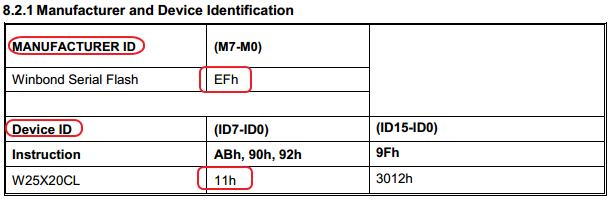 8.2.1 Manufacturer and Device Identification
MANUFACTURER ID (M7-M0)
Winbond Serial Flash EFh
Device ID (ID7-ID0) (ID15-ID0)
Instruction ABh, 90h, 92h 9Fh
W25X20CL 11h 3012h